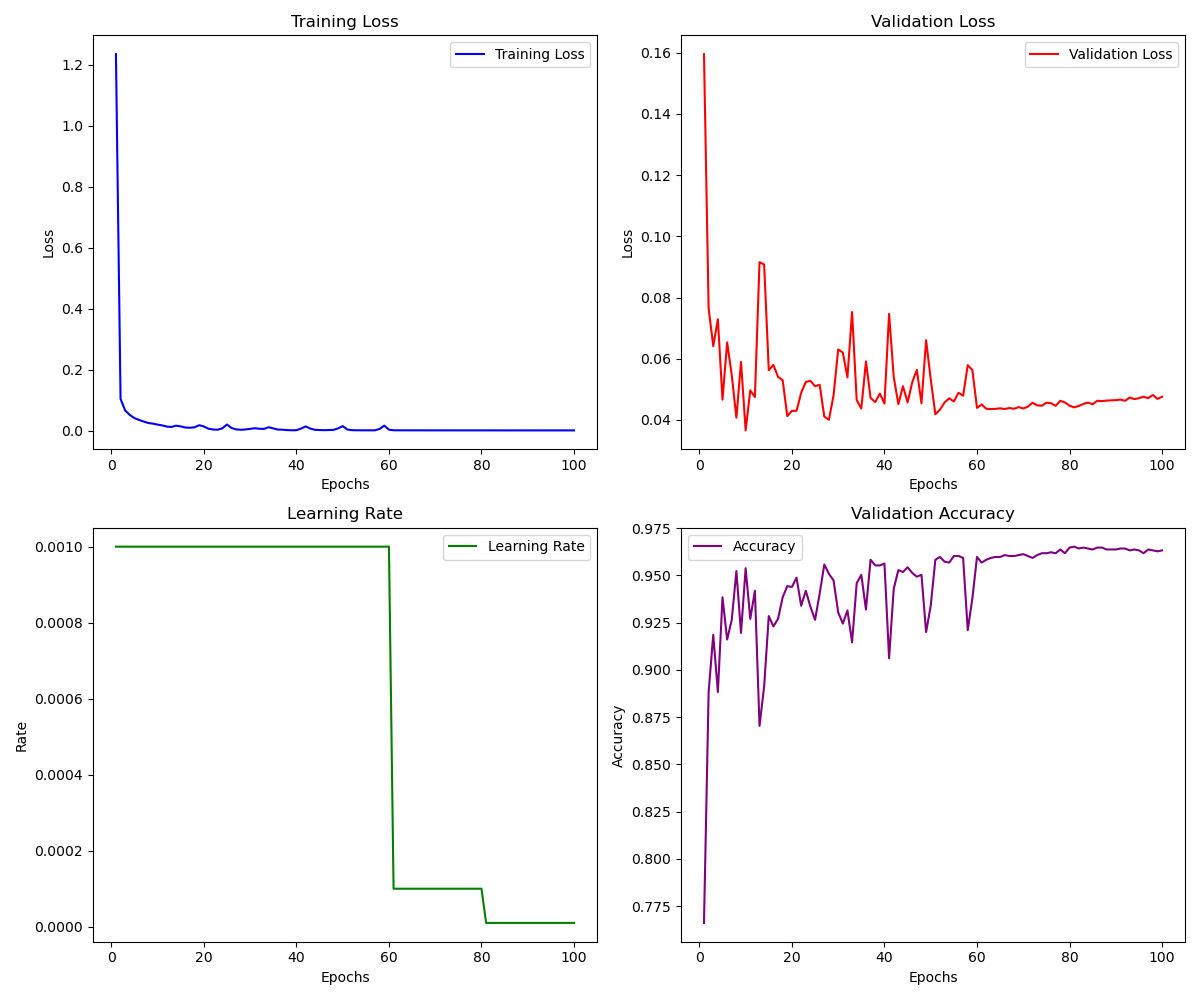 Training Loss
Training Loss
Loss
1.2
1.0
0.8
0.6
0.4
0.2
0.0
0 20 40 60 80 100
Epochs
Validation Loss
Validation Loss
Loss
0.16
0.14
0.12
0.10
0.08
0.06
0.04
0 20 40 60 80 100
Epochs
Learning Rate
Learning Rate
Rate
0.0010
0.0008
0.0006
0.0004
0.0002
0.0000
0 20 40 60 80 100
Epochs
Validation Accuracy
Accuracy
Accuracy
0.975
0.950
0.925
0.900
0.875
0.850
0.825
0.800
0.775
0 20 40 60 80 100
Epochs